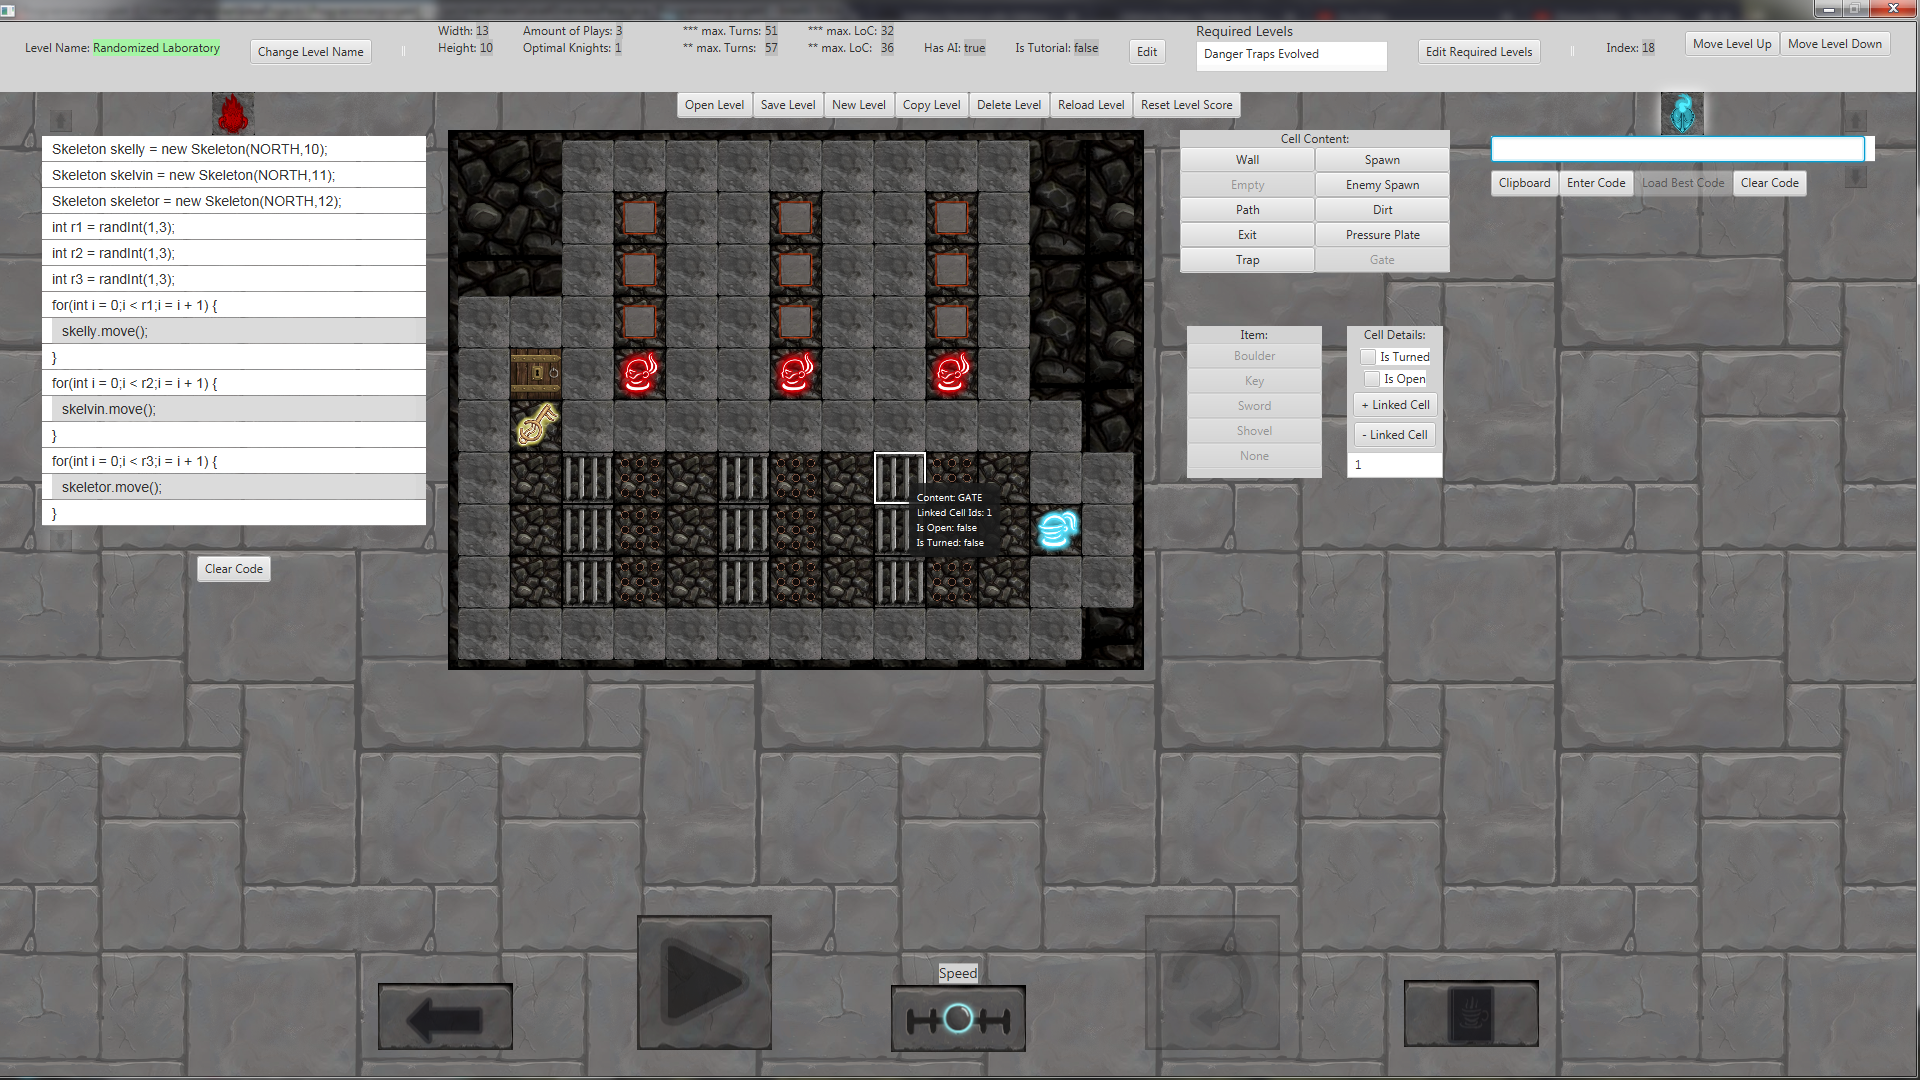 Level Name: Randomized Laboratory
Change Level Name
Width: 13
Height: 10
Amount of Plays: 3
Optimal Knights: 1
*** max. Turns: 51
** max. Turns: 57
*** max. LoC: 32
** max. LoC: 36
Has AI: true
Is Tutorial: false
Edit
Required Levels
Danger Traps Evolved
Edit Required Levels
Index: 18
Move Level Up
Move Level Down
Open Level
Save Level
New Level
Copy Level
Delete Level
Reload Level
Reset Level Score
Skeleton skelly = new Skeleton(NORTH,10);
Skeleton skelvin = new Skeleton(NORTH,11);
Skeleton skeletor = new Skeleton(NORTH,12);
int r1 = randInt(1,3);
int r2 = randInt(1,3);
int r3 = randInt(1,3);
for(int i = 0;i < r1;i = i + 1) {
skelly.move();
}
for(int i = 0;i < r2;i = i + 1) {
skelvin.move();
}
for(int i = 0;i < r3;i = i + 1) {
skeletor.move();
}
Clear Code
Content: GATE
Linked Cell Ids: 1
Is Open: false
Is Turned: false
Cell Content:
Wall
Spawn
Empty
Enemy Spawn
Path
Dirt
Exit
Pressure Plate
Trap
Gate
Item:
Boulder
Key
Sword
Shovel
None
Cell Details:
Is Turned
Is Open
+ Linked Cell
- Linked Cell
1
Clipboard
Enter Code
Load Best Code
Clear Code
Speed